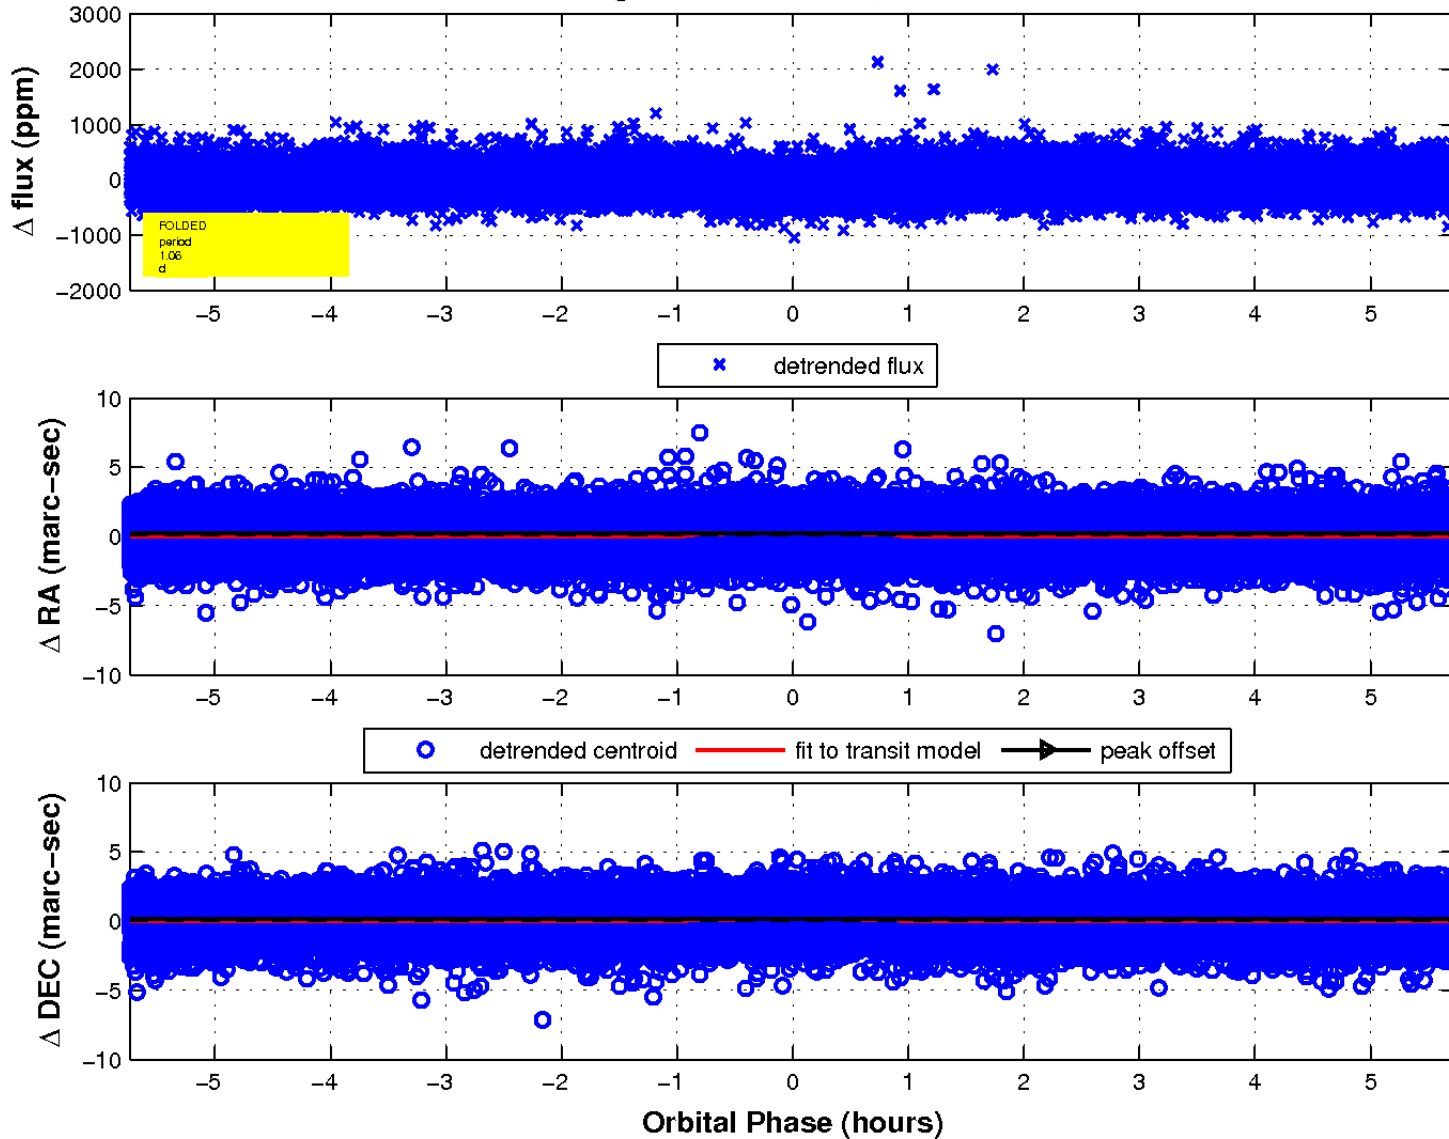 3000
2000
1000
0
−1000
−2000
Δ flux (ppm)
FOLDED
period
1.06
d
−5 −4 −3 −2 −1 0 1 2 3 4 5
detrended flux
10
5
0
−5
−10
Δ RA (marc−sec)
−5 −4 −3 −2 −1 0 1 2 3 4 5
detrended centroid fit to transit model peak offset
10
5
0
−5
−10
Δ DEC (marc−sec)
−5 −4 −3 −2 −1 0 1 2 3 4 5
Orbital Phase (hours)